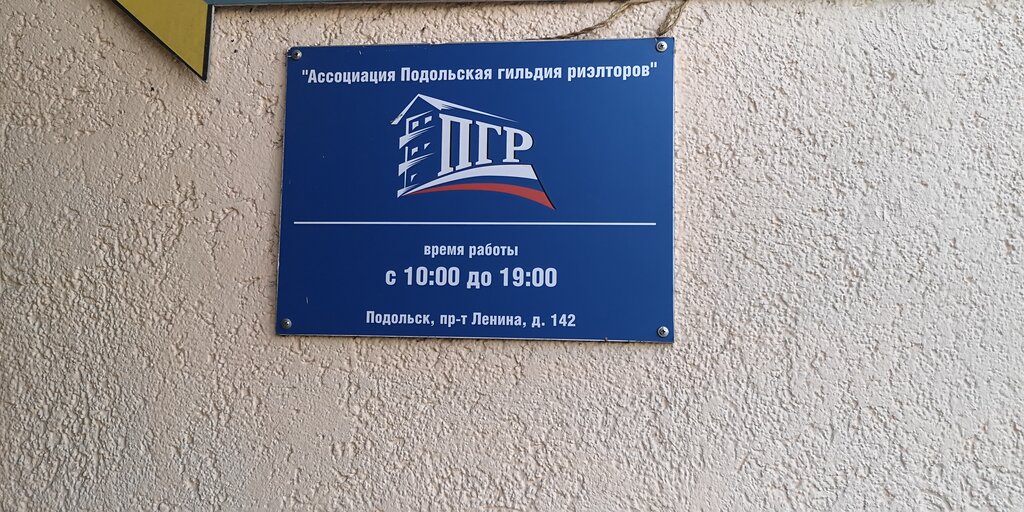 "Ассоциация Подольская гильдия риэлторов"
ПГР
время работы
с 10:00 до 19:00
Подольск, пр-т Ленина, д. 142